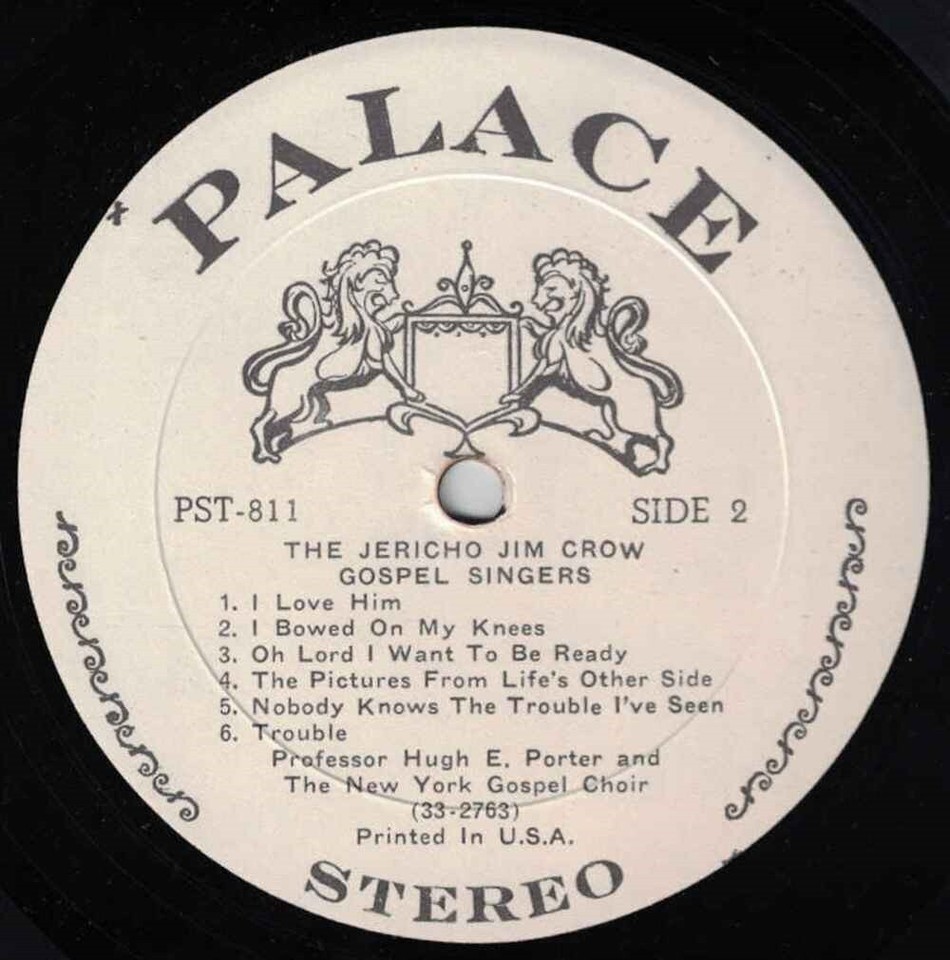 PALACE
PST-811
SIDE 2
THE JERICHO JIM CROW
GOSPEL SINGERS
1. I Love Him
2. I Bowed On My Knees
3. Oh Lord I Want To Be Ready
4. The Pictures From Life's Other Side
5. Nobody Knows The Trouble I've Seen
6. Trouble
Professor Hugh E. Porter and
The New York Gospel Choir
(33-2763)
Printed In U.S.A.
STEREO